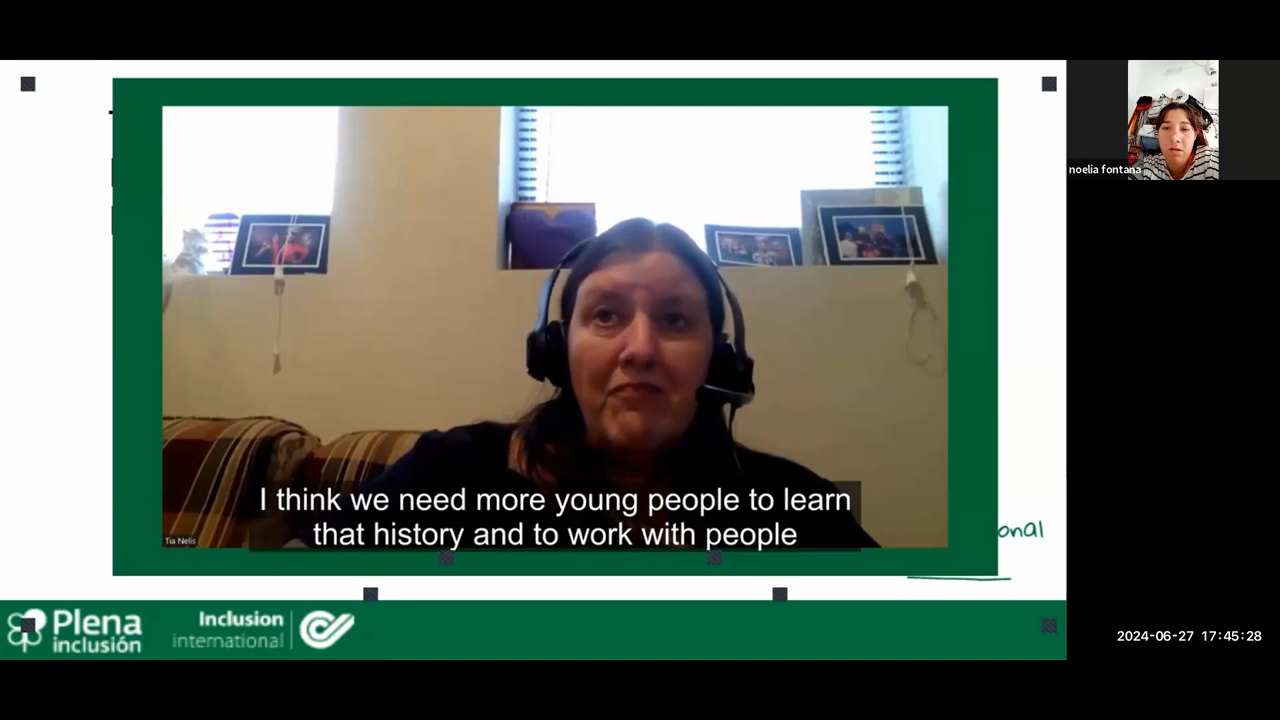 noelia fontana
I think we need more young people to learn
that history and to work with people
Tia Nelis
onal
Plena
inclusión
Inclusion
international
2024-06-27 17:45:28